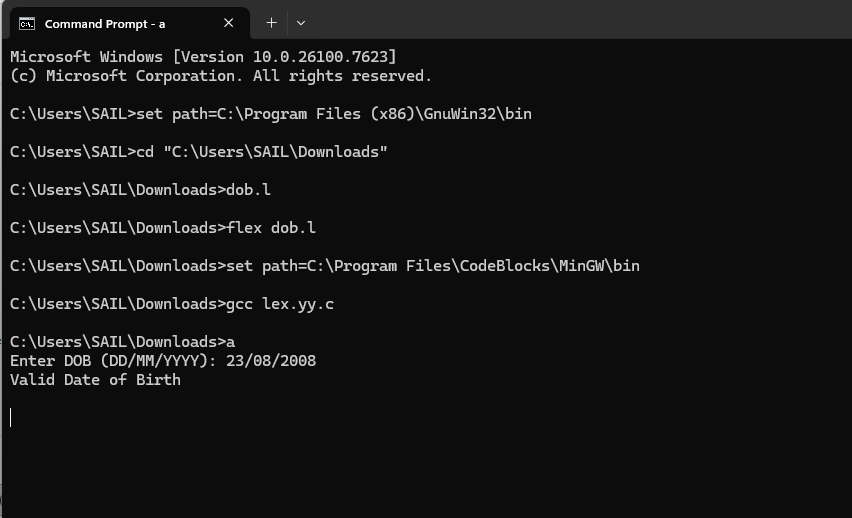 Command Prompt - a
Microsoft Windows [Version 10.0.26100.7623]
(c) Microsoft Corporation. All rights reserved.
C:\Users\SAIL>set path=C:\Program Files (x86)\GnuWin32\bin
C:\Users\SAIL>cd "C:\Users\SAIL\Downloads"
C:\Users\SAIL\Downloads>dob.l
C:\Users\SAIL\Downloads>flex dob.l
C:\Users\SAIL\Downloads>set path=C:\Program Files\CodeBlocks\MinGW\bin
C:\Users\SAIL\Downloads>gcc lex.yy.c
C:\Users\SAIL\Downloads>a
Enter DOB (DD/MM/YYYY): 23/08/2008
Valid Date of Birth